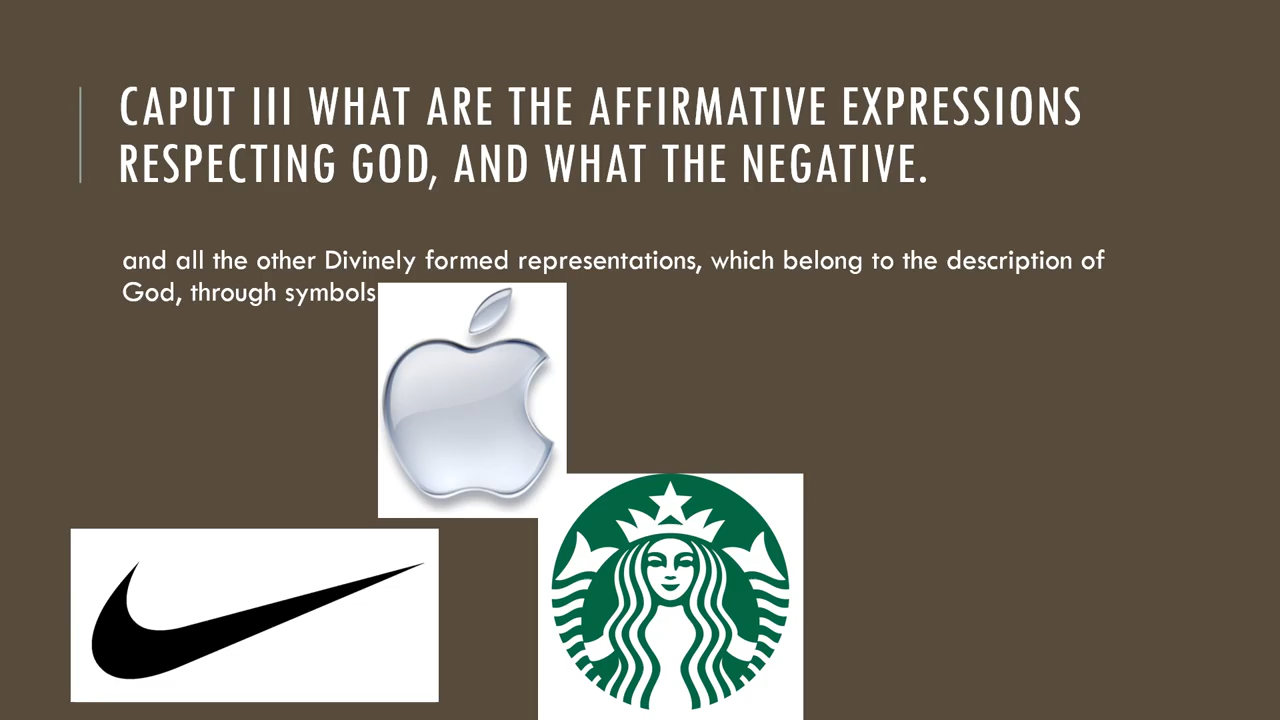 CAPUT III WHAT ARE THE AFFIRMATIVE EXPRESSIONS
RESPECTING GOD, AND WHAT THE NEGATIVE.
and all the other Divinely formed representations, which belong to the description of
God, through symbols